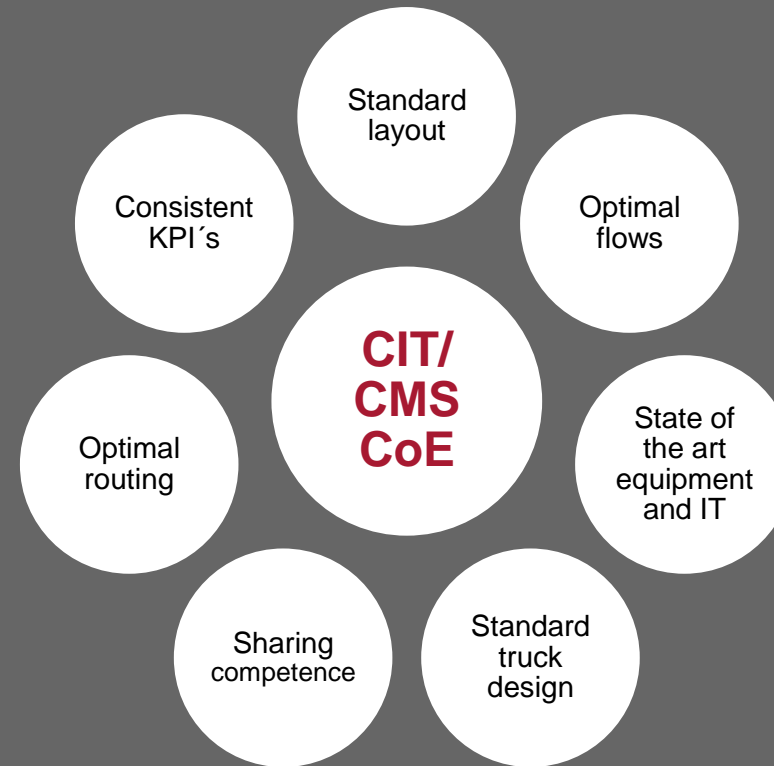 Standard
layout
Consistent
KPI´s
Optimal
flows
CIT/
CMS
CoE
Optimal
routing
State of
the art
equipment
and IT
Sharing
competence
Standard
truck
design